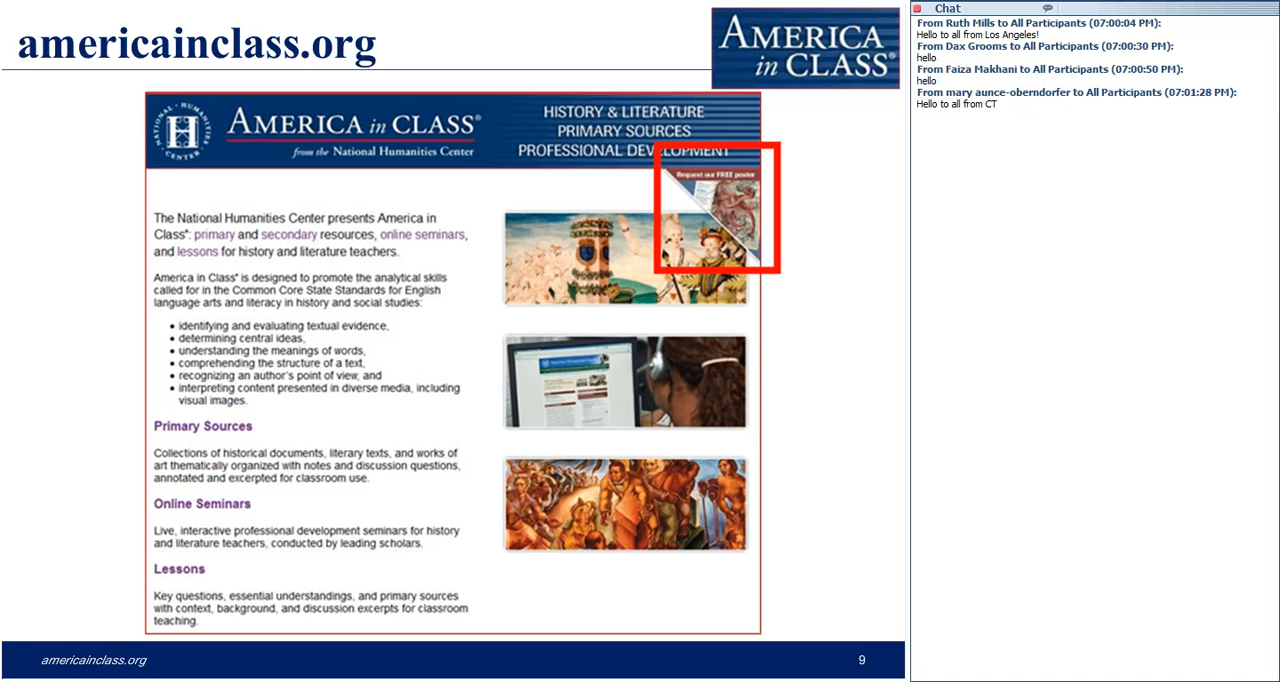 americainclass.org
AMERICA
in CLASS®
NATIONAL HUMANITIES CENTER
H
AMERICA in CLASS®
from the National Humanities Center
HISTORY & LITERATURE
PRIMARY SOURCES
PROFESSIONAL DEVELOPMENT
Request our FREE poster
The National Humanities Center presents America in
Class®: primary and secondary resources, online seminars,
and lessons for history and literature teachers.
America in Class® is designed to promote the analytical skills
called for in the Common Core State Standards for English
language arts and literacy in history and social studies:
• identifying and evaluating textual evidence,
• determining central ideas,
• understanding the meanings of words,
• comprehending the structure of a text,
• recognizing an author's point of view, and
• interpreting content presented in diverse media, including
visual images.
Primary Sources
Collections of historical documents, literary texts, and works of
art thematically organized with notes and discussion questions,
annotated and excerpted for classroom use.
Online Seminars
Live, interactive professional development seminars for history
and literature teachers, conducted by leading scholars.
Lessons
Key questions, essential understandings, and primary sources
with context, background, and discussion excerpts for classroom
teaching.
americainclass.org
9
Chat
From Ruth Mills to All Participants (07:00:04 PM):
Hello to all from Los Angeles!
From Dax Grooms to All Participants (07:00:30 PM):
hello
From Faiza Makhani to All Participants (07:00:50 PM):
hello
From mary aunce-oberndorfer to All Participants (07:01:28 PM):
Hello to all from CT